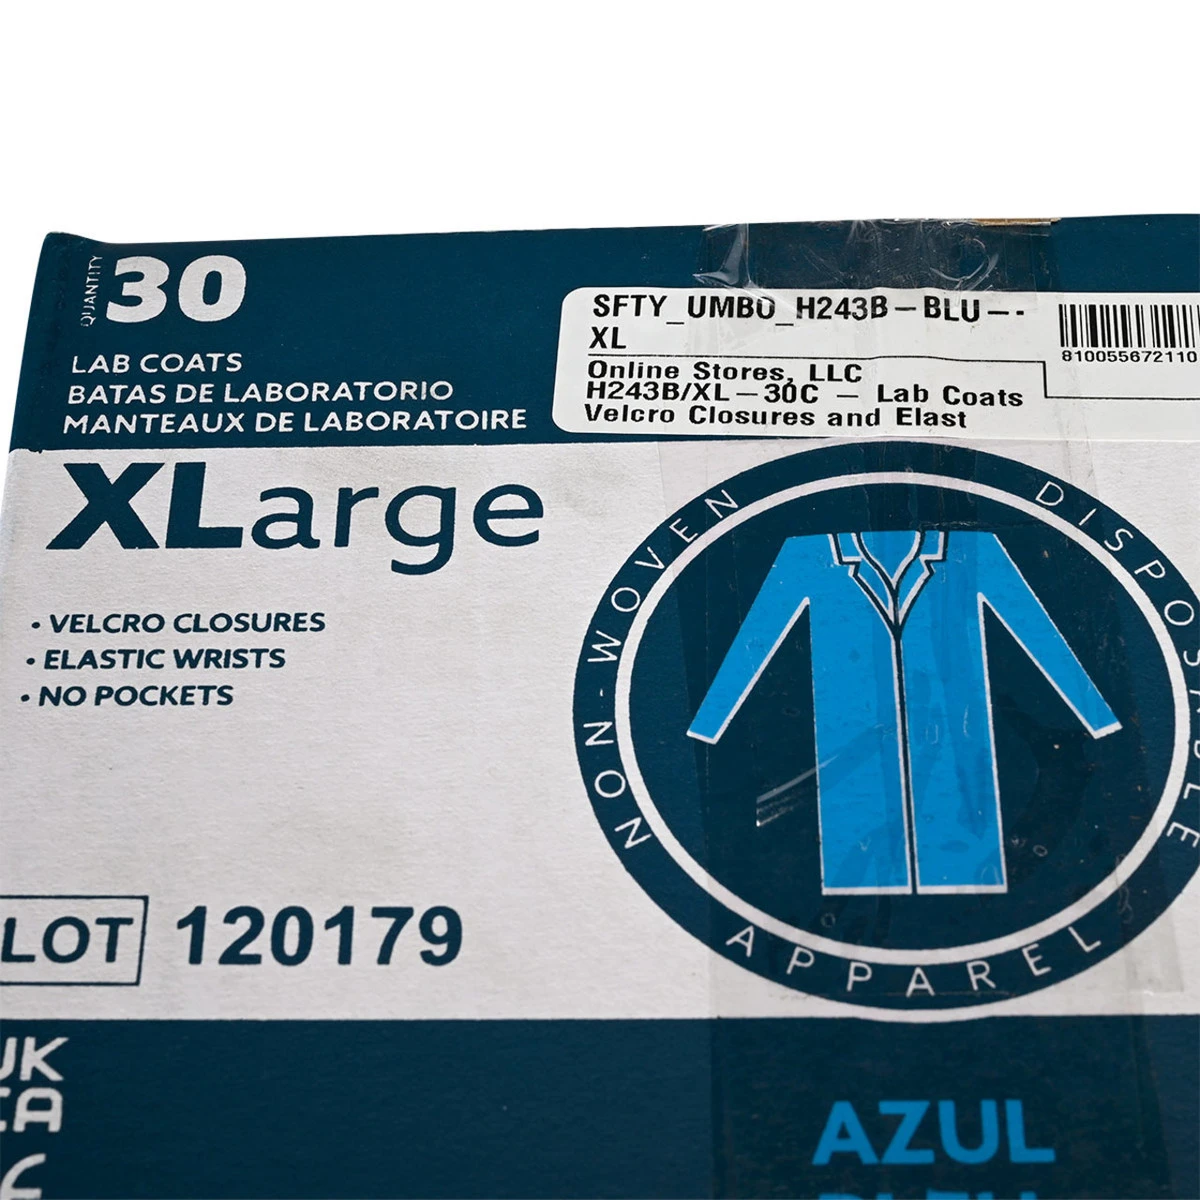 QUANTITY 30
LAB COATS
BATAS DE LABORATORIO
MANTEAUX DE LABORATOIRE
SFTY_UMBO_H243B-BLU--
XL
810055672110
Online Stores, LLC
H243B/XL-30C - Lab Coats
Velcro Closures and Elast
XLarge
• VELCRO CLOSURES
• ELASTIC WRISTS
• NO POCKETS
NON-WOVEN DISPOSABLE APPAREL
LOT 120179
UK
CA
AZUL